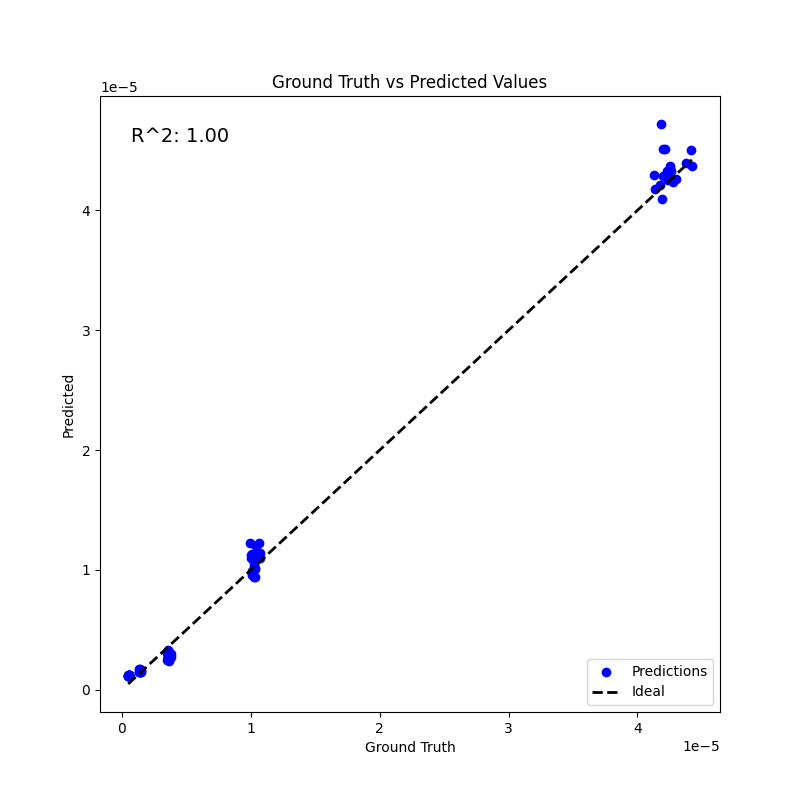 Ground Truth vs Predicted Values
1e−5
R^2: 1.00
4
3
2
1
0
Predicted
Predictions
Ideal
0 1 2 3 4
1e−5
Ground Truth